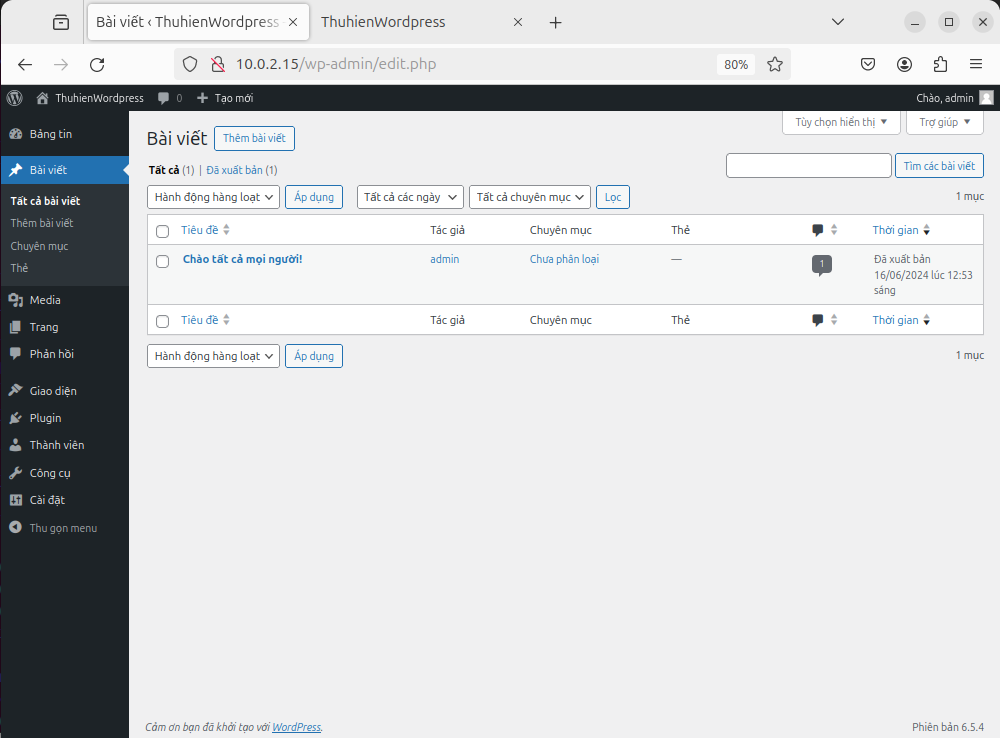 Bài viết ‹ ThuhienWordpress
ThuhienWordpress
10.0.2.15/wp-admin/edit.php
80%
ThuhienWordpress
0
Tạo mới
Chào, admin
Bảng tin
Bài viết
Tất cả bài viết
Thêm bài viết
Chuyên mục
Thẻ
Media
Trang
Phản hồi
Giao diện
Plugin
Thành viên
Công cụ
Cài đặt
Thu gọn menu
Tùy chọn hiển thị
Trợ giúp
Bài viết
Thêm bài viết
Tất cả (1) | Đã xuất bản (1)
Tìm các bài viết
Hành động hàng loạt
Áp dụng
Tất cả các ngày
Tất cả chuyên mục
Lọc
1 mục
Tiêu đề
Tác giả
Chuyên mục
Thẻ
Thời gian
Chào tất cả mọi người!
admin
Chưa phân loại
—
1
Đã xuất bản
16/06/2024 lúc 12:53
sáng
Tiêu đề
Tác giả
Chuyên mục
Thẻ
Thời gian
Hành động hàng loạt
Áp dụng
1 mục
Cảm ơn bạn đã khởi tạo với WordPress.
Phiên bản 6.5.4